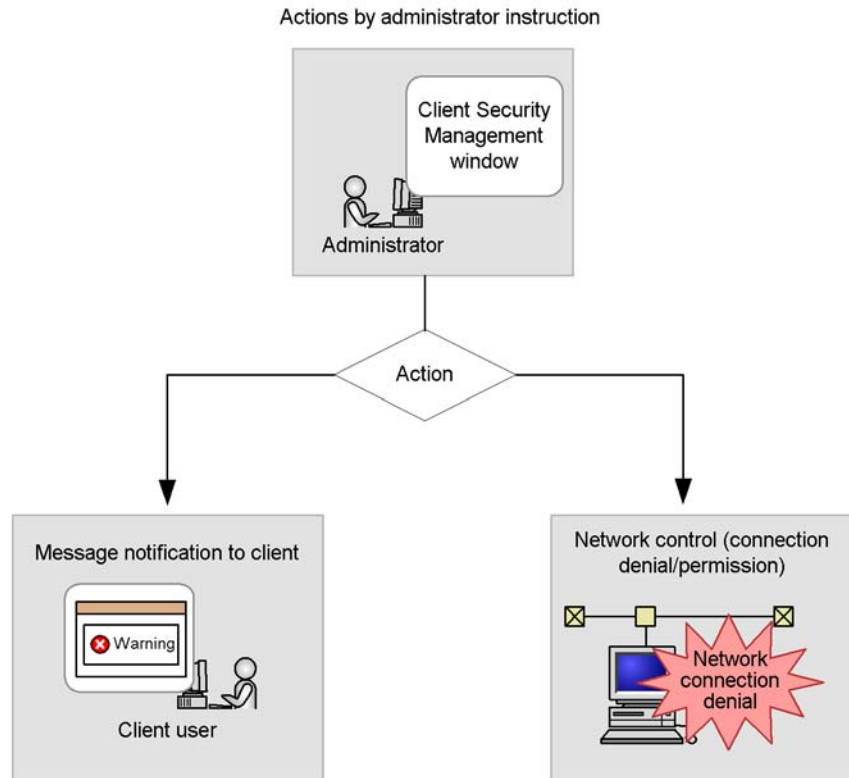 Actions by administrator instruction
Client Security
Management
window
Administrator
Action
Message notification to client
Warning
Client user
Network control (connection
denial/permission)
Network
connection
denial